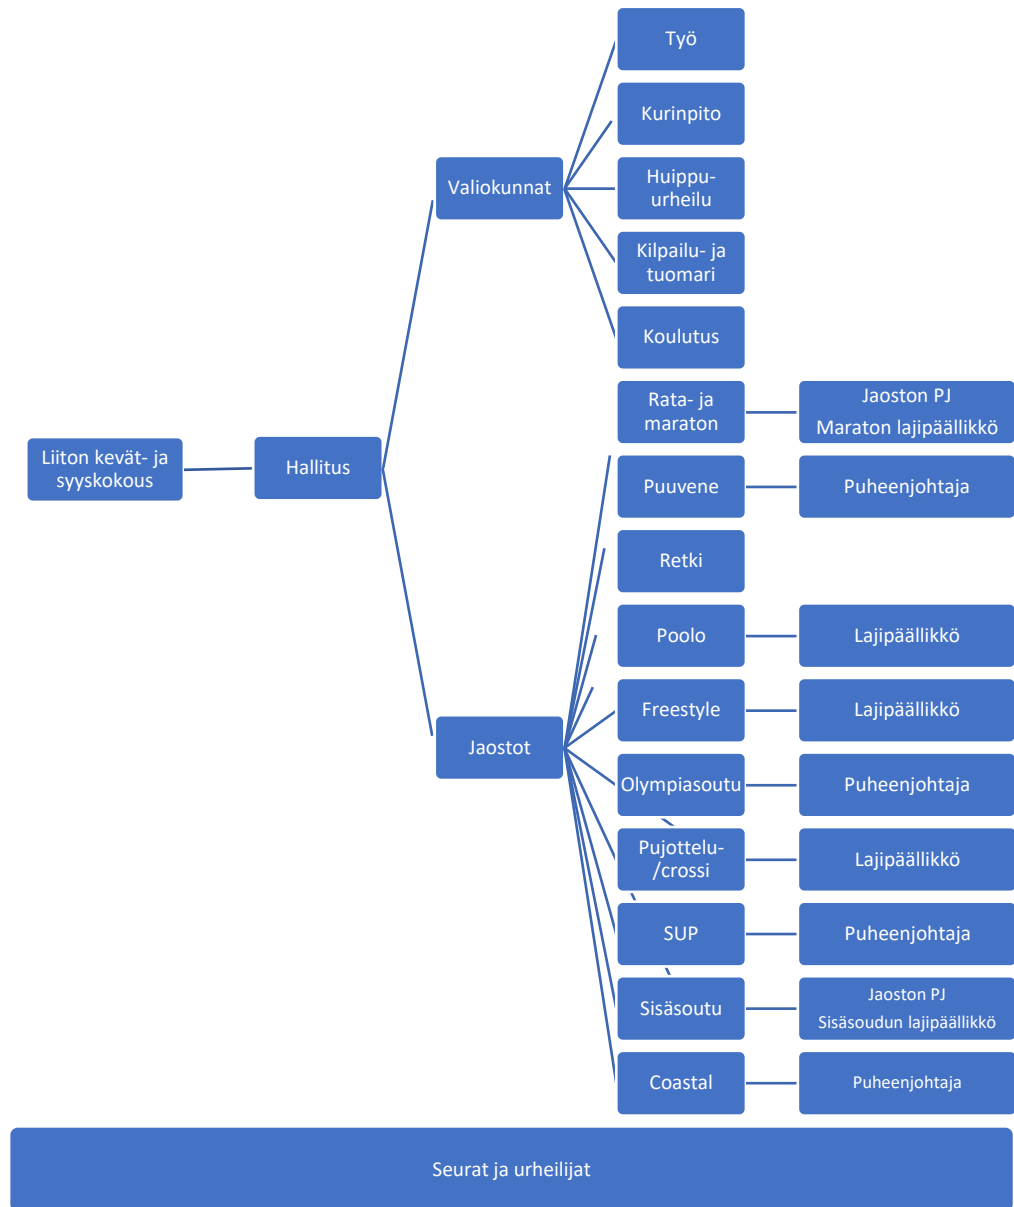 Työ
Kurinpito
Valiokunnat
Huippu-
urheilu
Kilpailu- ja
tuomari
Koulutus
Rata- ja
maraton
Jaoston PJ
Maraton lajipäällikkö
Liiton kevät- ja
syyskokous
Hallitus
Puuvene
Puheenjohtaja
Retki
Poolo
Lajipäällikkö
Freestyle
Lajipäällikkö
Jaostot
Olympiasoutu
Puheenjohtaja
Pujottelu-
/crossi
Lajipäällikkö
SUP
Puheenjohtaja
Sisäsoutu
Jaoston PJ
Sisäsoudun lajipäällikkö
Coastal
Puheenjohtaja
Seurat ja urheilijat